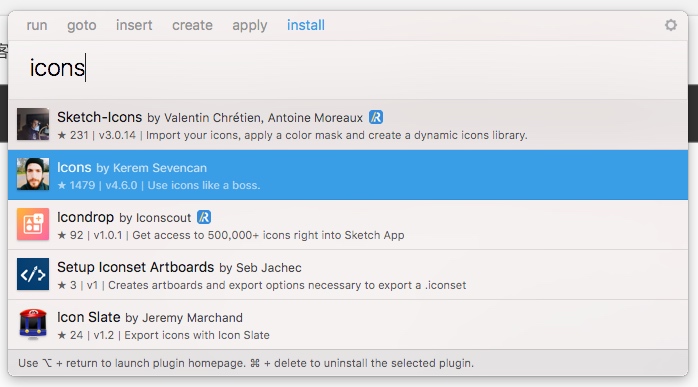 run goto insert create apply install
客
icons
Sketch-Icons by Valentin Chrétien, Antoine Moreaux
★ 231 | v3.0.14 | Import your icons, apply a color mask and create a dynamic icons library.
Icons by Kerem Sevencan
★ 1479 | v4.6.0 | Use icons like a boss.
Icondrop by Iconscout
★ 92 | v1.0.1 | Get access to 500,000+ icons right into Sketch App
</> Setup Iconset Artboards by Seb Jachec
★ 3 | v1 | Creates artboards and export options necessary to export a .iconset
Icon Slate by Jeremy Marchand
★ 24 | v1.2 | Export icons with Icon Slate
Use ⌥ + return to launch plugin homepage. ⌘ + delete to uninstall the selected plugin.